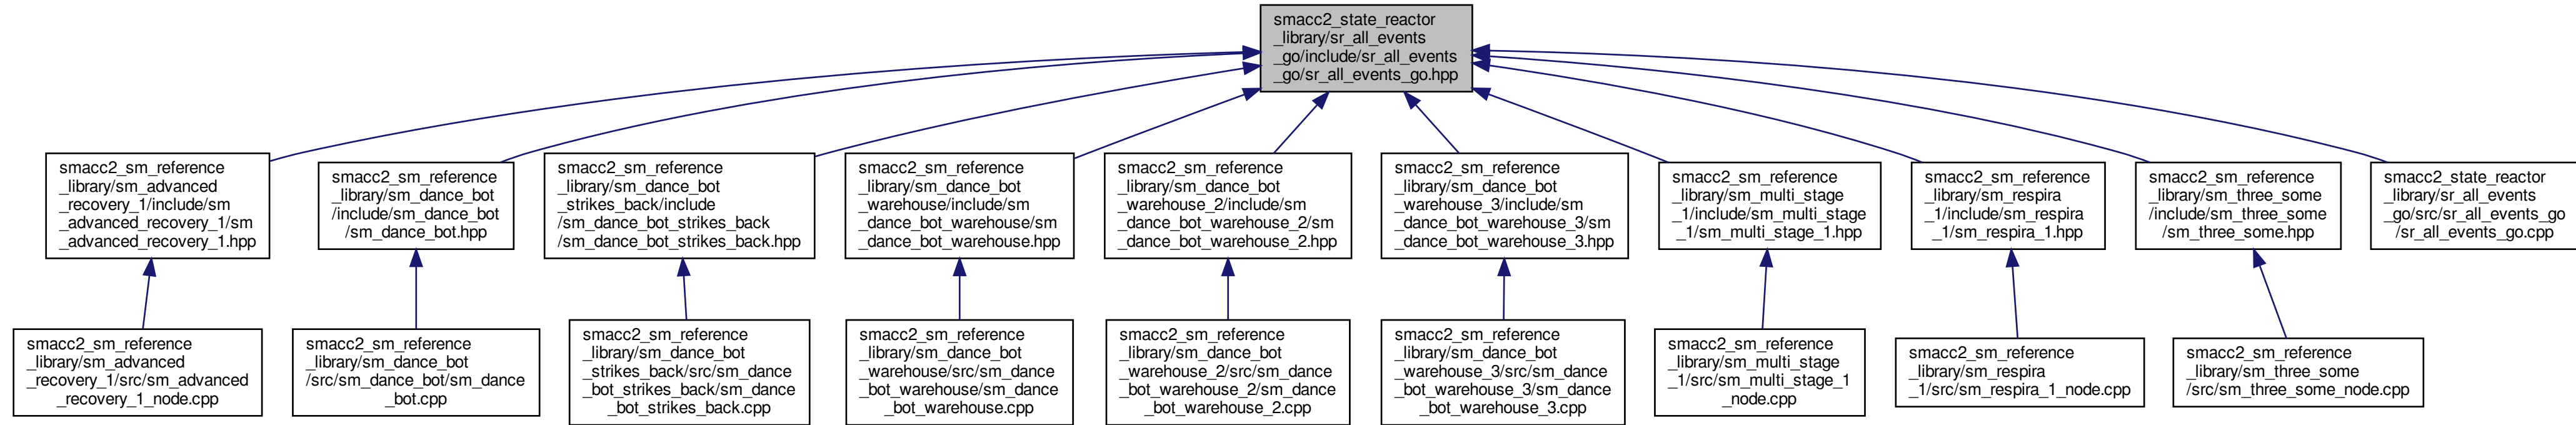 smacc2_state_reactor
_library/sr_all_events
_go/include/sr_all_events
_go/sr_all_events_go.hpp
smacc2_sm_reference
_library/sm_advanced
_recovery_1/include/sm
_advanced_recovery_1/sm
_advanced_recovery_1.hpp
smacc2_sm_reference
_library/sm_dance_bot
/include/sm_dance_bot
/sm_dance_bot.hpp
smacc2_sm_reference
_library/sm_dance_bot
_strikes_back/include
/sm_dance_bot_strikes_back
/sm_dance_bot_strikes_back.hpp
smacc2_sm_reference
_library/sm_dance_bot
_warehouse/include/sm
_dance_bot_warehouse/sm
_dance_bot_warehouse.hpp
smacc2_sm_reference
_library/sm_dance_bot
_warehouse_2/include/sm
_dance_bot_warehouse_2/sm
_dance_bot_warehouse_2.hpp
smacc2_sm_reference
_library/sm_dance_bot
_warehouse_3/include/sm
_dance_bot_warehouse_3/sm
_dance_bot_warehouse_3.hpp
smacc2_sm_reference
_library/sm_multi_stage
_1/include/sm_multi_stage
_1/sm_multi_stage_1.hpp
smacc2_sm_reference
_library/sm_respira
_1/include/sm_respira
_1/sm_respira_1.hpp
smacc2_sm_reference
_library/sm_three_some
/include/sm_three_some
/sm_three_some.hpp
smacc2_state_reactor
_library/sr_all_events
_go/src/sr_all_events_go
/sr_all_events_go.cpp
smacc2_sm_reference
_library/sm_advanced
_recovery_1/src/sm_advanced
_recovery_1_node.cpp
smacc2_sm_reference
_library/sm_dance_bot
/src/sm_dance_bot/sm_dance
_bot.cpp
smacc2_sm_reference
_library/sm_dance_bot
_strikes_back/src/sm_dance
_bot_strikes_back/sm_dance
_bot_strikes_back.cpp
smacc2_sm_reference
_library/sm_dance_bot
_warehouse/src/sm_dance
_bot_warehouse/sm_dance
_bot_warehouse.cpp
smacc2_sm_reference
_library/sm_dance_bot
_warehouse_2/src/sm_dance
_bot_warehouse_2/sm_dance
_bot_warehouse_2.cpp
smacc2_sm_reference
_library/sm_dance_bot
_warehouse_3/src/sm_dance
_bot_warehouse_3/sm_dance
_bot_warehouse_3.cpp
smacc2_sm_reference
_library/sm_multi_stage
_1/src/sm_multi_stage_1
_node.cpp
smacc2_sm_reference
_library/sm_respira
_1/src/sm_respira_1_node.cpp
smacc2_sm_reference
_library/sm_three_some
/src/sm_three_some_node.cpp